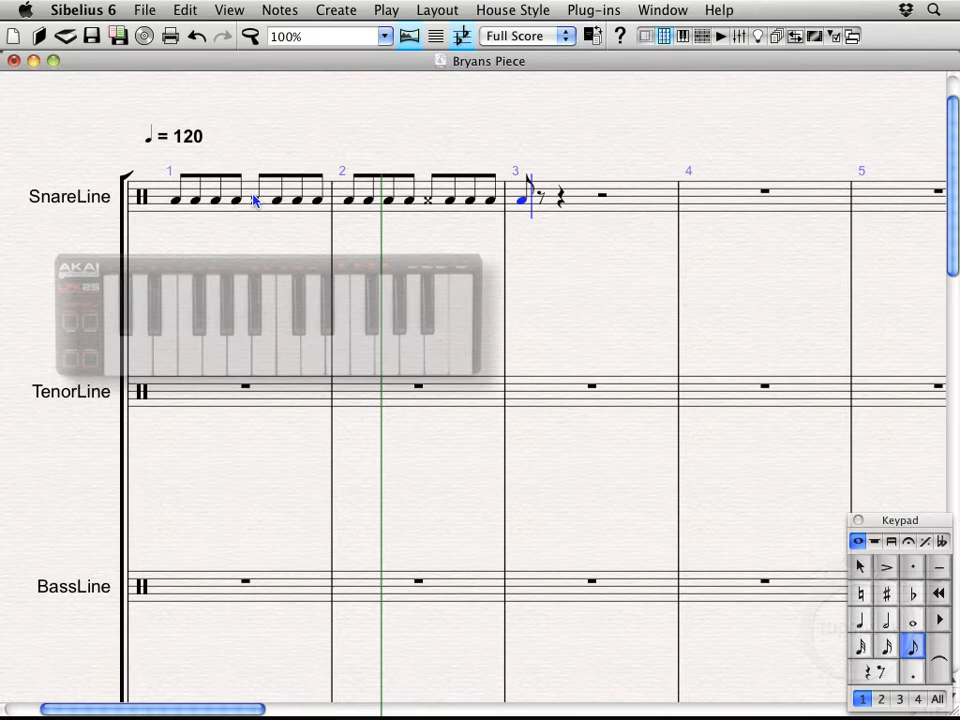 Sibelius 6 File Edit View Notes Create Play Layout House Style Plug-ins Window Help
100% Full Score ?
Bryans Piece
= 120
1 2 3 4 5
SnareLine
AKAI
TenorLine
BassLine
Keypad
1 2 3 4 All